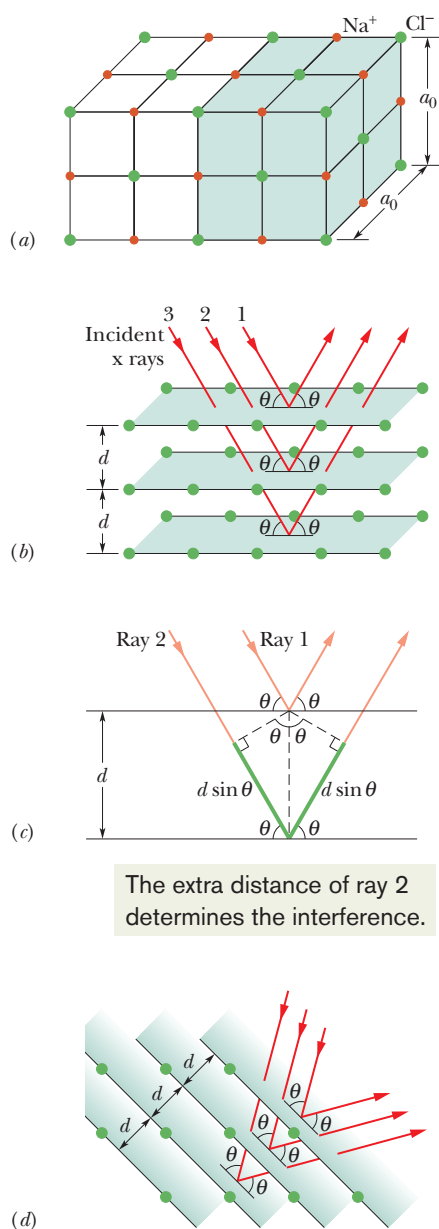 Na⁺ Cl⁻
a₀
a₀
(a)
3 2 1
Incident
x rays
θ θ
d
θ θ
d
θ θ
(b)
Ray 2 Ray 1
θ θ
θ θ
d
d sin θ d sin θ
θ θ
(c)
The extra distance of ray 2
determines the interference.
d
d
d
θ
θ
θ
θ
θ
θ
(d)